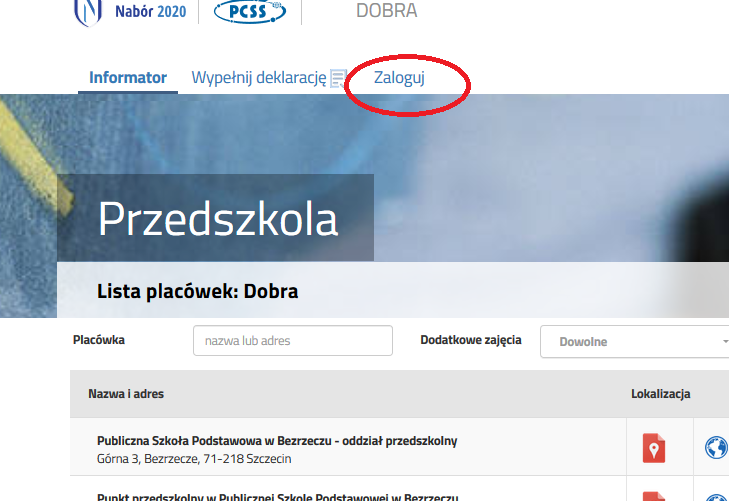 Nabór 2020
PCSS
DOBRA
Informator Wypełnij deklarację Zaloguj
Przedszkola
Lista placówek: Dobra
Placówka nazwa lub adres Dodatkowe zajęcia Dowolne
Nazwa i adres Lokalizacja
Publiczna Szkoła Podstawowa w Bezrzeczu - oddział przedszkolny
Górna 3, Bezrzecze, 71-218 Szczecin
Punkt przedszkolny w Publicznej Szkole Podstawowej w Bezrzeczu